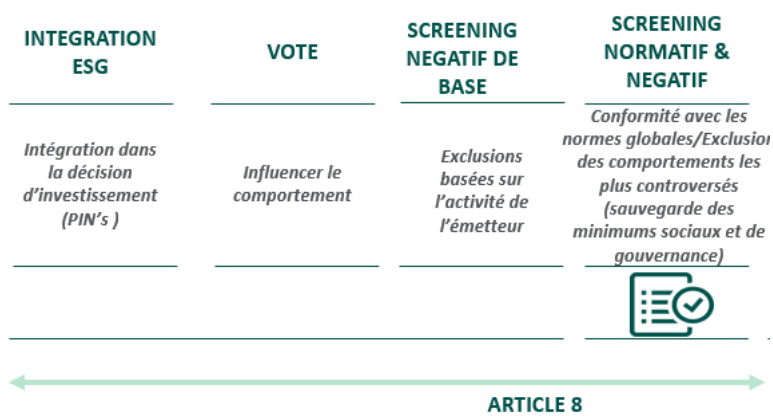 INTEGRATION
ESG
VOTE
SCREENING
NEGATIF DE
BASE
SCREENING
NORMATIF &
NEGATIF
Intégration dans
la décision
d'investissement
(PIN's )
Influencer le
comportement
Exclusions
basées sur
l'activité de
l'émetteur
Conformité avec les
normes globales/Exclusion
des comportements les
plus controversés
(sauvegarde des
minimums sociaux et de
gouvernance)
ARTICLE 8